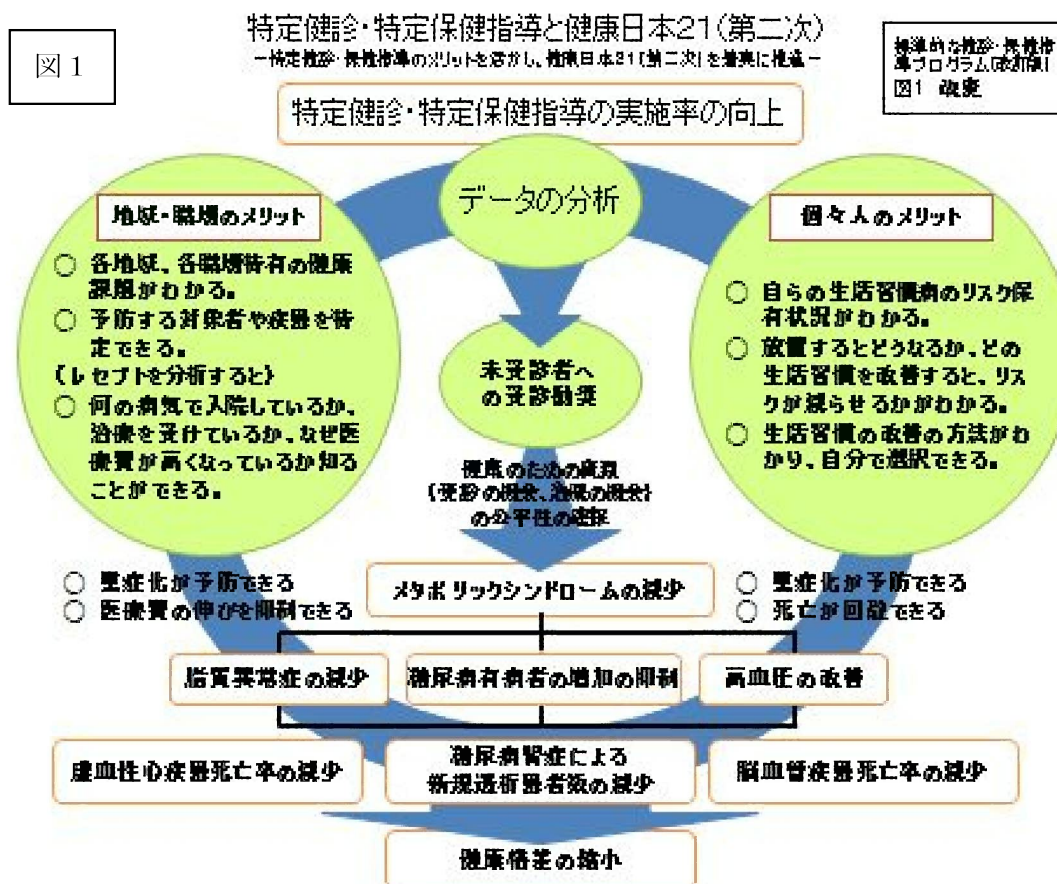 図1
特定健診・特定保健指導と健康日本21(第二次)
－特定健診・保健指導のメリットを活かし、健康日本21(第二次)を着実に推進－
標準的な健診・保健指
導プログラム[改訂版]
図1 改変
特定健診・特定保健指導の実施率の向上
データの分析
地域・職場のメリット
○ 各地域、各職場特有の健康
課題がわかる。
○ 予防する対象者や疾患を特
定できる。
(レセプトを分析すると)
○ 何の病気で入院しているか、
治療を受けているか、なぜ医
療費が高くなっているか知る
ことができる。
○ 重症化が予防できる
○ 医療費の伸びを抑制できる
未受診者へ
の受診勧奨
健康のための資源
(受診の機会、治療の機会)
の公平性の確保
個々人のメリット
○ 自らの生活習慣病のリスク保
有状況がわかる。
○ 放置するとどうなるか、どの
生活習慣を改善すると、リス
クが減らせるかがわかる。
○ 生活習慣の改善の方法がわ
かり、自分で選択できる。
○ 重症化が予防できる
○ 死亡が回避できる
メタボリックシンドロームの減少
脂質異常症の減少
糖尿病有病者の増加の抑制
高血圧の改善
虚血性心疾患死亡率の減少
糖尿病腎症による
新規透析患者数の減少
脳血管疾患死亡率の減少
健康格差の縮小